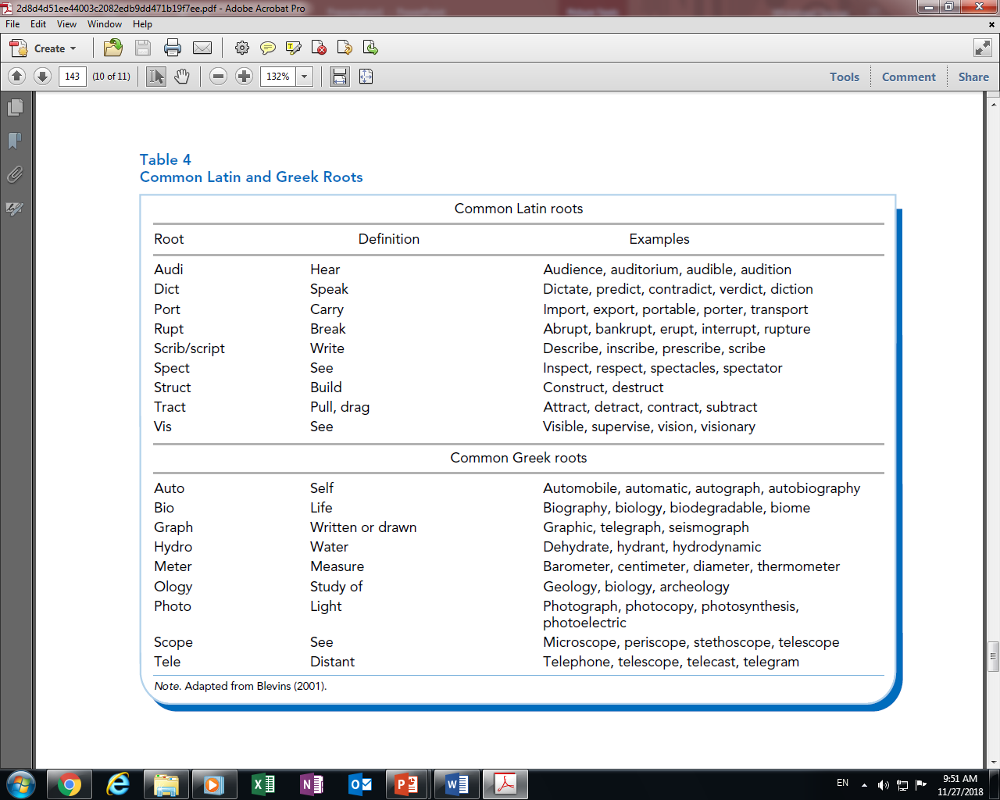 2d8d4d51ee44003c2082edb9dd471b19f7ee.pdf - Adobe Acrobat Pro
File Edit View Window Help
Create
143 (10 of 11) 132% Tools Comment Share
Table 4
Common Latin and Greek Roots
Common Latin roots
Root Definition Examples
Audi Hear Audience, auditorium, audible, audition
Dict Speak Dictate, predict, contradict, verdict, diction
Port Carry Import, export, portable, porter, transport
Rupt Break Abrupt, bankrupt, erupt, interrupt, rupture
Scrib/script Write Describe, inscribe, prescribe, scribe
Spect See Inspect, respect, spectacles, spectator
Struct Build Construct, destruct
Tract Pull, drag Attract, detract, contract, subtract
Vis See Visible, supervise, vision, visionary
Common Greek roots
Auto Self Automobile, automatic, autograph, autobiography
Bio Life Biography, biology, biodegradable, biome
Graph Written or drawn Graphic, telegraph, seismograph
Hydro Water Dehydrate, hydrant, hydrodynamic
Meter Measure Barometer, centimeter, diameter, thermometer
Ology Study of Geology, biology, archeology
Photo Light Photograph, photocopy, photosynthesis,
photoelectric
Scope See Microscope, periscope, stethoscope, telescope
Tele Distant Telephone, telescope, telecast, telegram
Note. Adapted from Blevins (2001).
EN 9:51 AM
11/27/2018